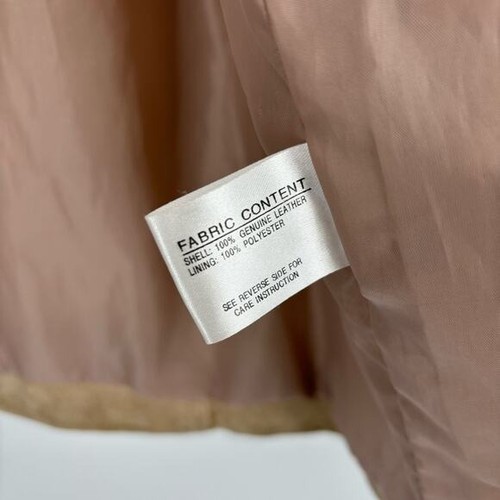 FABRIC CONTENT
SHELL: 100% GENUINE LEATHER
LINING: 100% POLYESTER
SEE REVERSE SIDE FOR
CARE INSTRUCTION